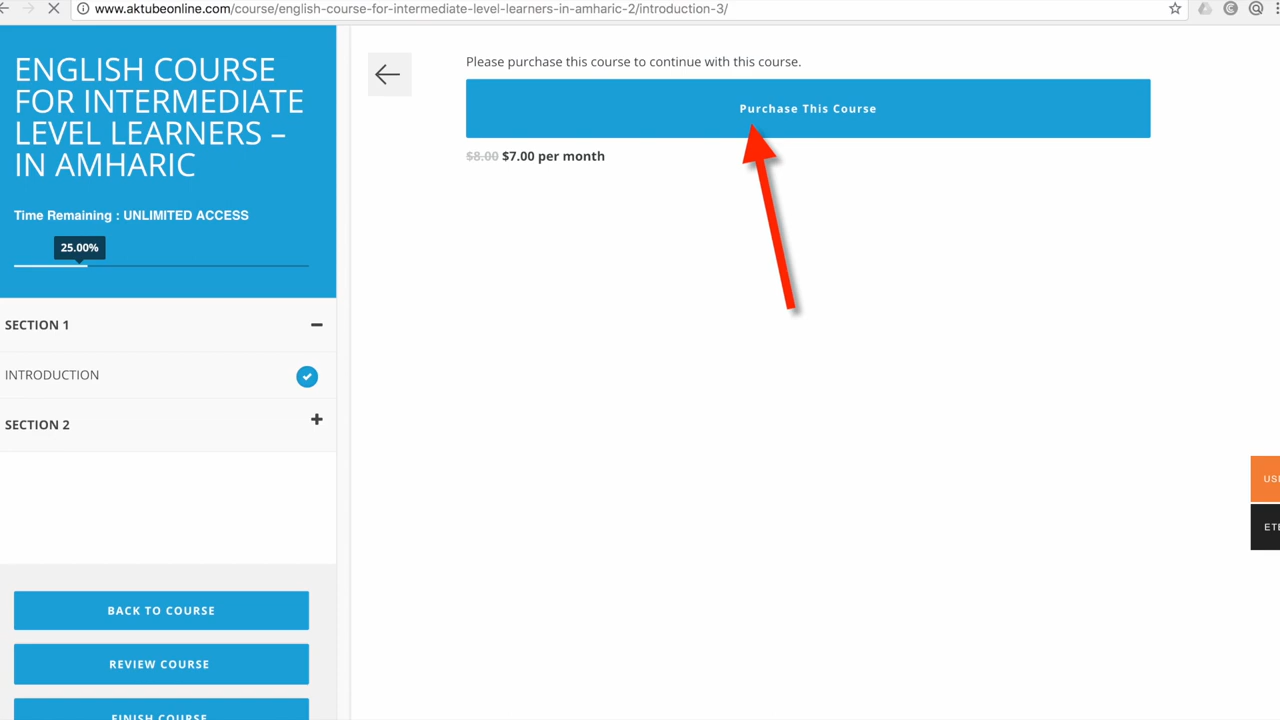 www.aktubeonline.com/course/english-course-for-intermediate-level-learners-in-amharic-2/introduction-3/
ENGLISH COURSE
FOR INTERMEDIATE
LEVEL LEARNERS –
IN AMHARIC
Time Remaining : UNLIMITED ACCESS
25.00%
SECTION 1
INTRODUCTION
SECTION 2
BACK TO COURSE
REVIEW COURSE
FINISH COURSE
Please purchase this course to continue with this course.
Purchase This Course
$8.00 $7.00 per month